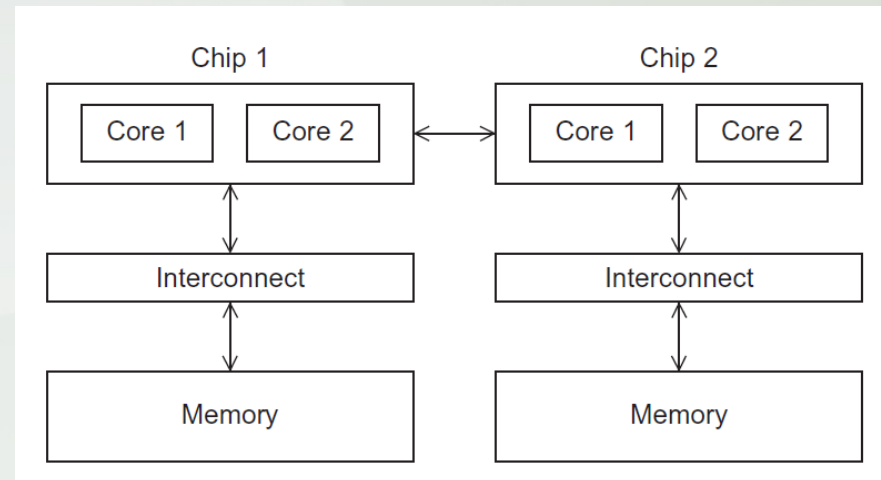 Chip 1
Chip 2
Core 1
Core 2
Core 1
Core 2
Interconnect
Interconnect
Memory
Memory